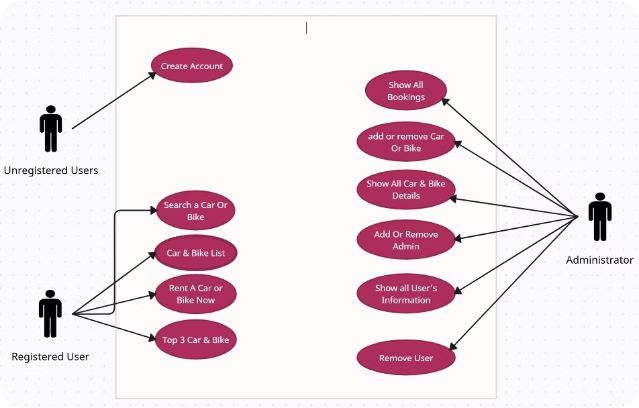 Create Account
Unregistered Users
Search a Car Or
Bike
Car & Bike List
Rent A Car or
Bike Now
Top 3 Car & Bike
Registered User
Show All
Bookings
add or remove Car
Or Bike
Show All Car & Bike
Details
Add Or Remove
Admin
Show all User's
Information
Remove User
Administrator